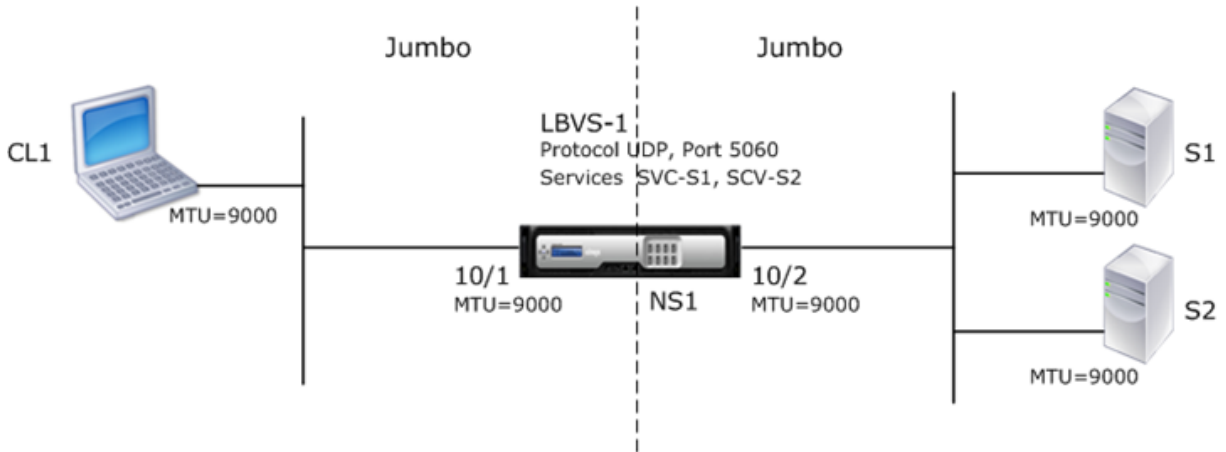 Jumbo
Jumbo
LBVS-1
Protocol UDP, Port 5060
Services SVC-S1, SCV-S2
CL1
MTU=9000
S1
MTU=9000
10/1
MTU=9000
NS1
10/2
MTU=9000
S2
MTU=9000